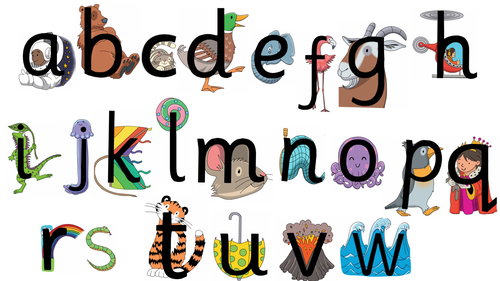 a b c d e f g h
i j k l m n o p q
r s t u v w